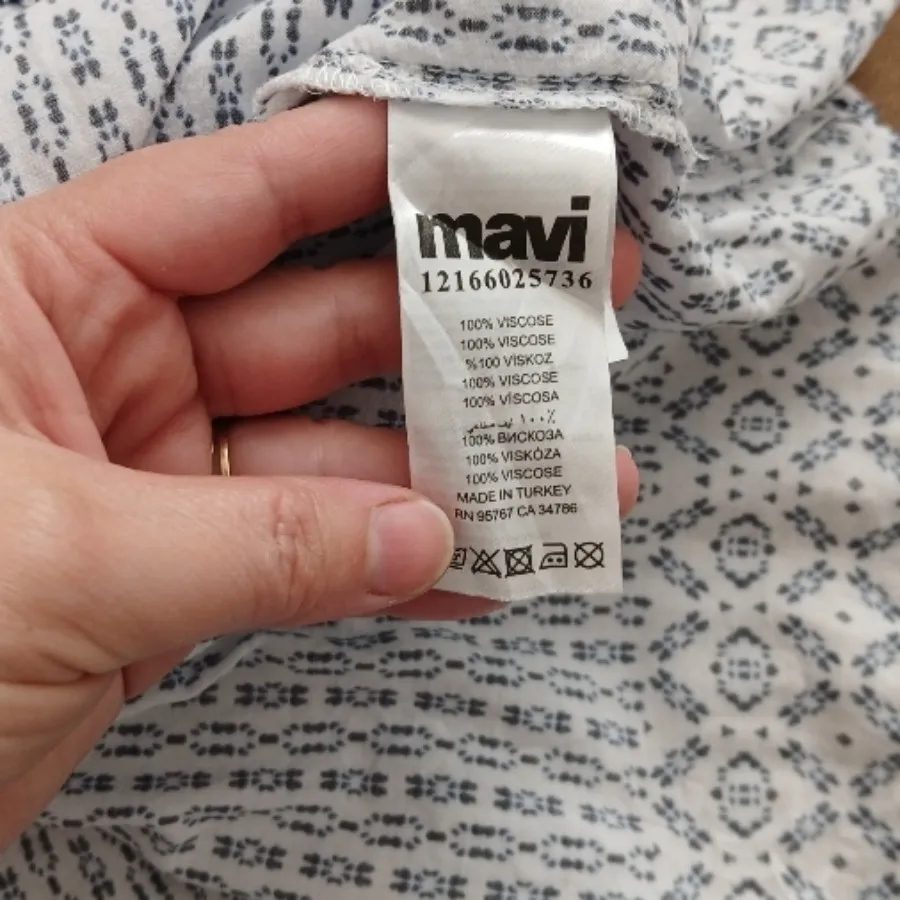 mavi
12166025736
100% VISCOSE
100% VISCOSE
%100 VİSKOZ
100% VISCOSE
100% VISCOSA
١٠٠٪
100% ВИСКОЗА
100% VISKÓZA
100% VISCOSE
MADE IN TURKEY
RN 95767 CA 34786